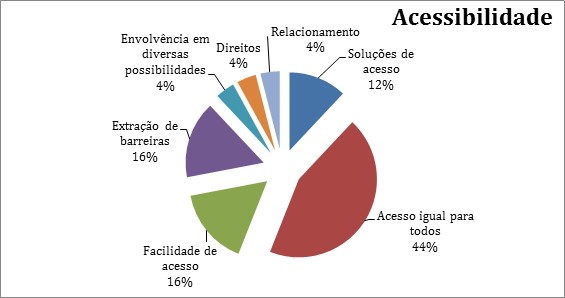 Acessibilidade
Relacionamento
4%
Envolvência em
diversas
possibilidades
4%
Direitos
4%
Soluções de
acesso
12%
Extração de
barreiras
16%
Acesso igual para
todos
44%
Facilidade de
acesso
16%